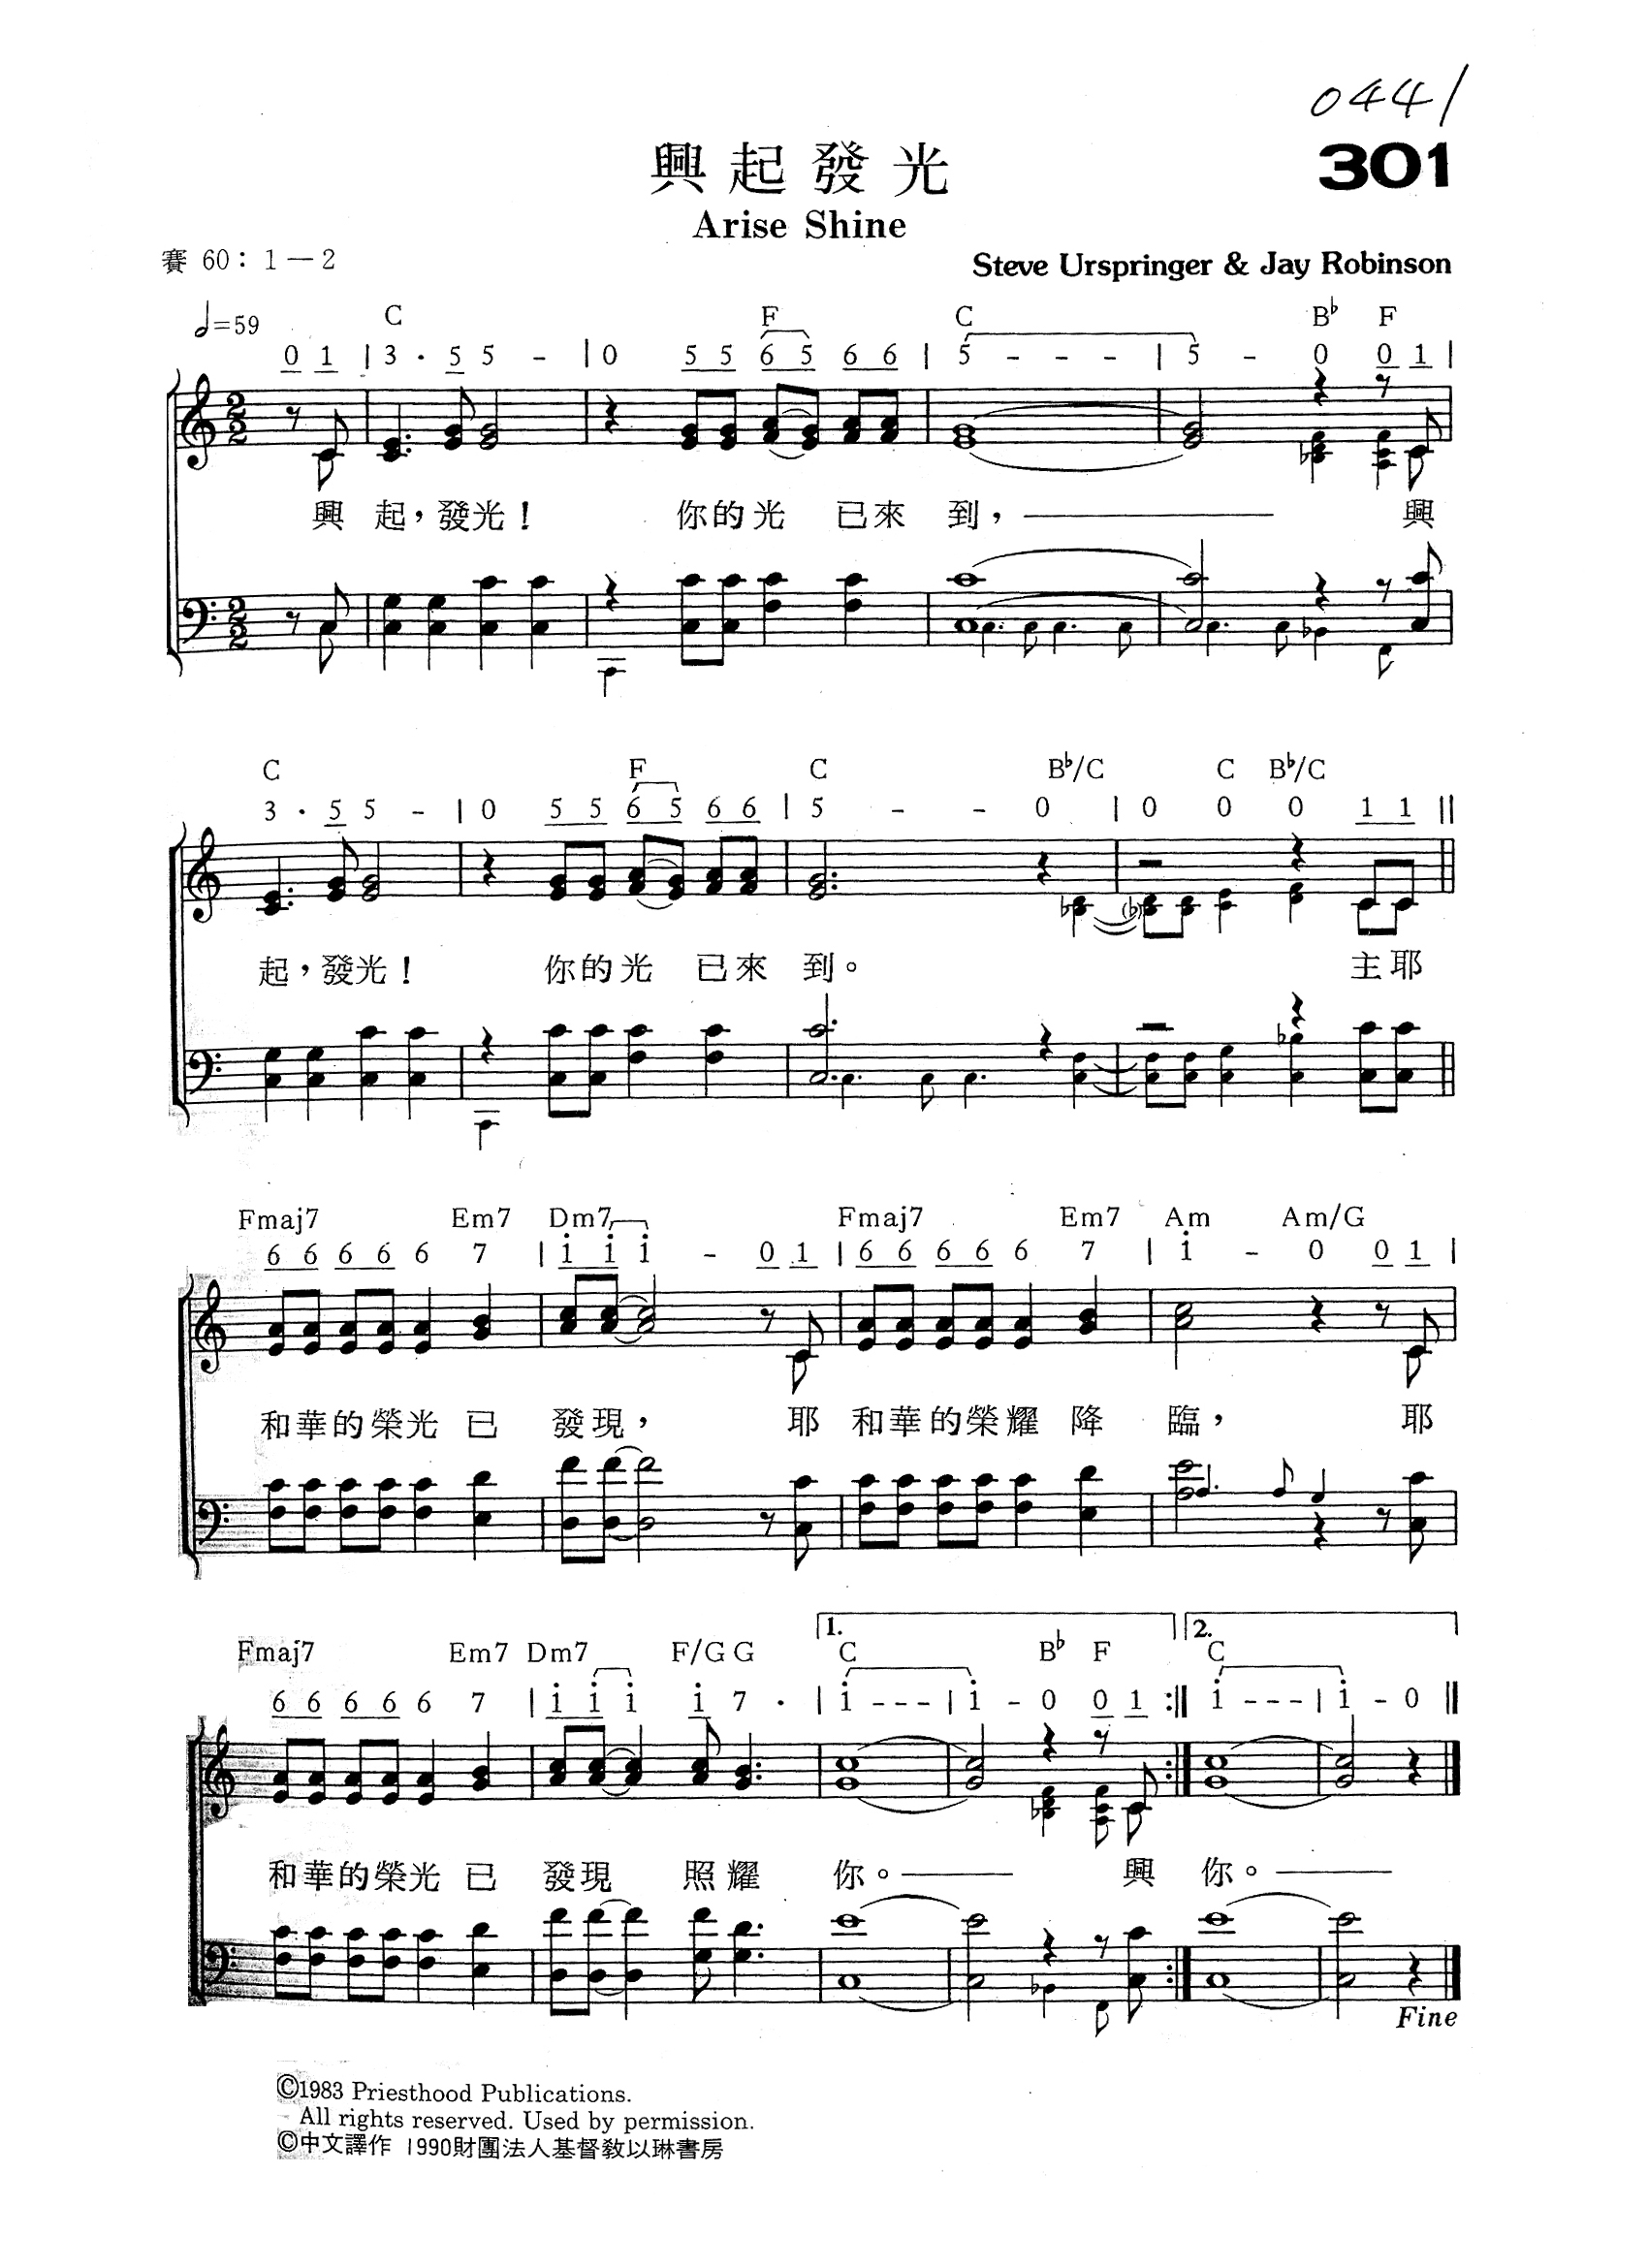 0441
興起發光
301
Arise Shine
賽 60：1—2
Steve Urspringer & Jay Robinson
𝅗𝅥=59
C F C B♭ F
0 1 | 3 · 5 5 - | 0 5 5 6 5 6 6 | 5 - - - | 5 - 0 0 1 |
2 2
興 起，發光！ 你的光 已來 到，—— 興
2 2
C F C B♭/C C B♭/C
3 · 5 5 - | 0 5 5 6 5 6 6 | 5 - - 0 | 0 0 0 1 1 ||
起，發光！ 你的光 已來 到。 主耶
Fmaj7 Em7 Dm7 Fmaj7 Em7 Am Am/G
6 6 6 6 6 7 | i i i - 0 1 | 6 6 6 6 6 7 | i - 0 0 1 |
和華的榮光 已 發現， 耶 和華的榮耀 降 臨， 耶
1. 2.
Fmaj7 Em7 Dm7 F/G G C B♭ F C
6 6 6 6 6 7 | i i i i 7 · | i - - - | i - 0 0 1 :|| i - - - | i - 0 ||
和華的榮光 已 發現 照耀 你。—— 興 你。——
Fine
©1983 Priesthood Publications.
All rights reserved. Used by permission.
©中文譯作 1990財團法人基督教以琳書房